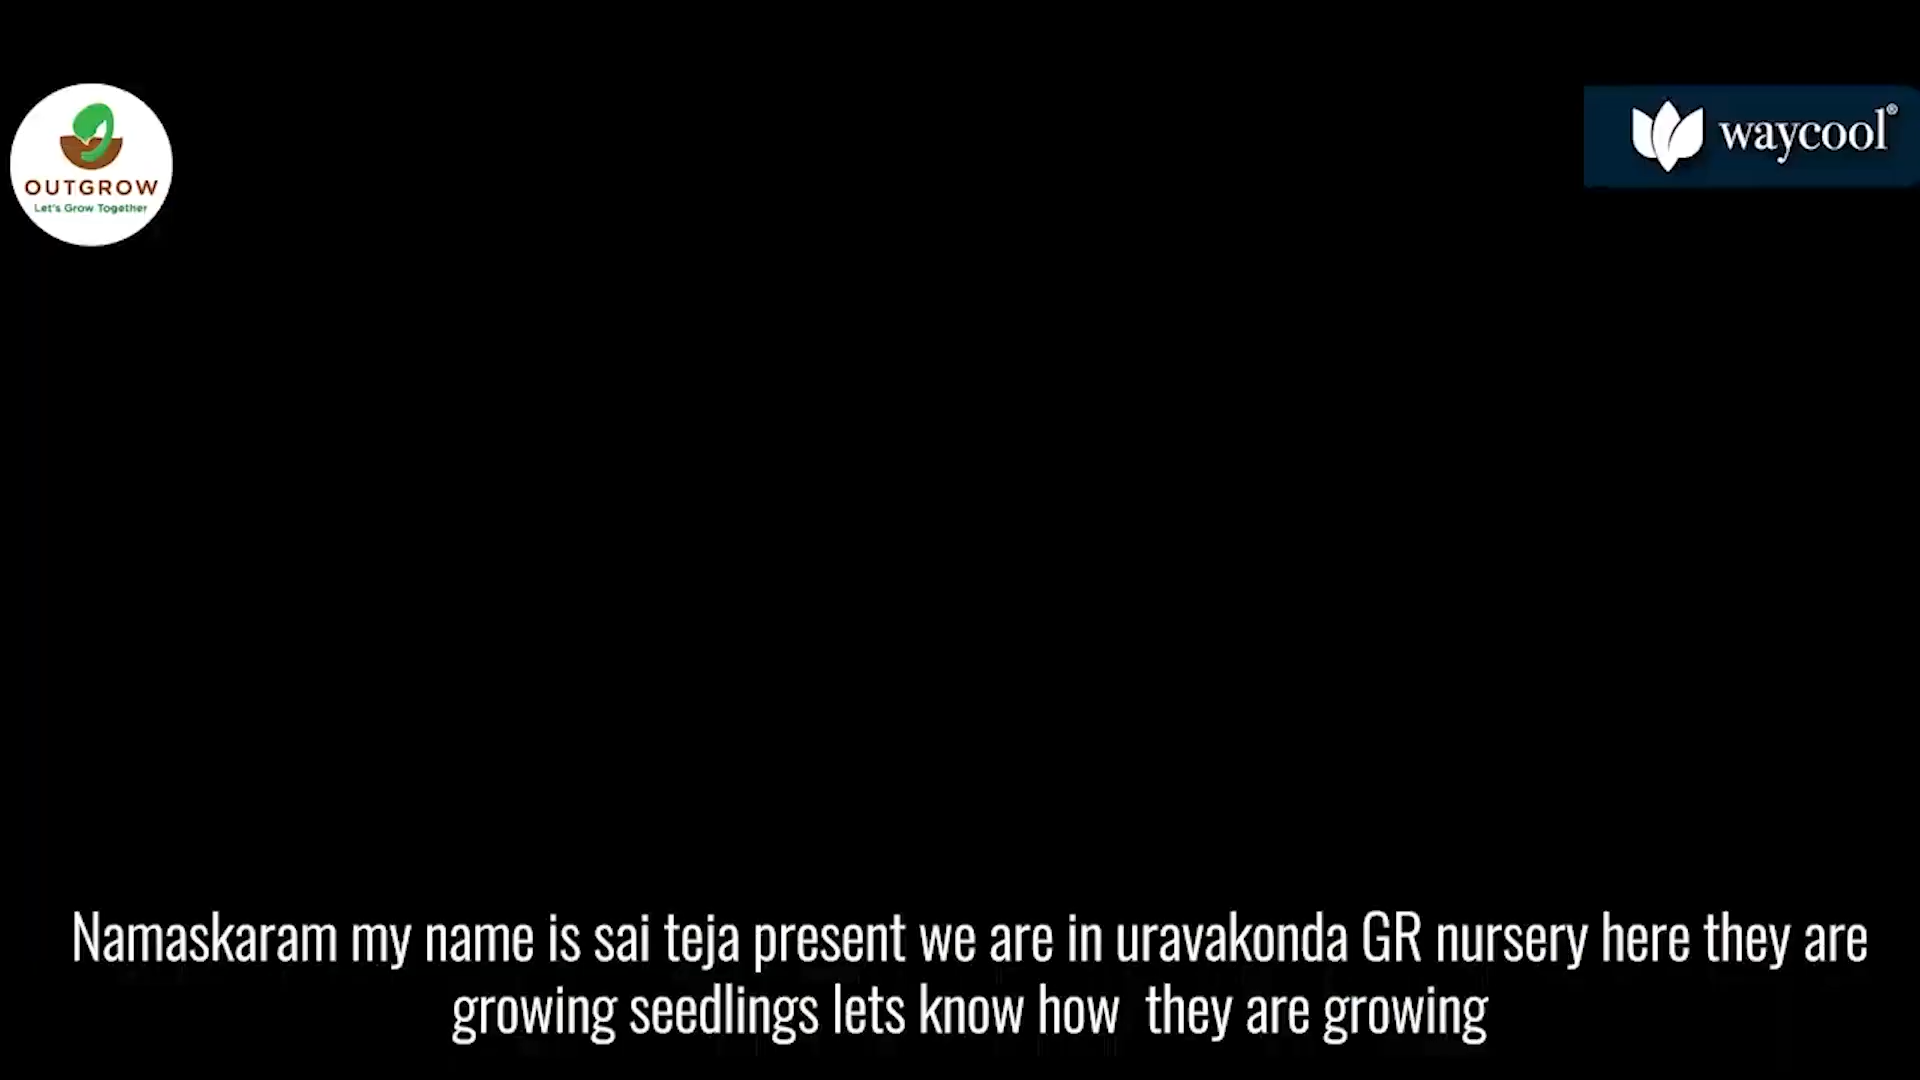 OUTGROW
Let's Grow Together
waycool®
Namaskaram my name is sai teja present we are in uravakonda GR nursery here they are
growing seedlings lets know how  they are growing